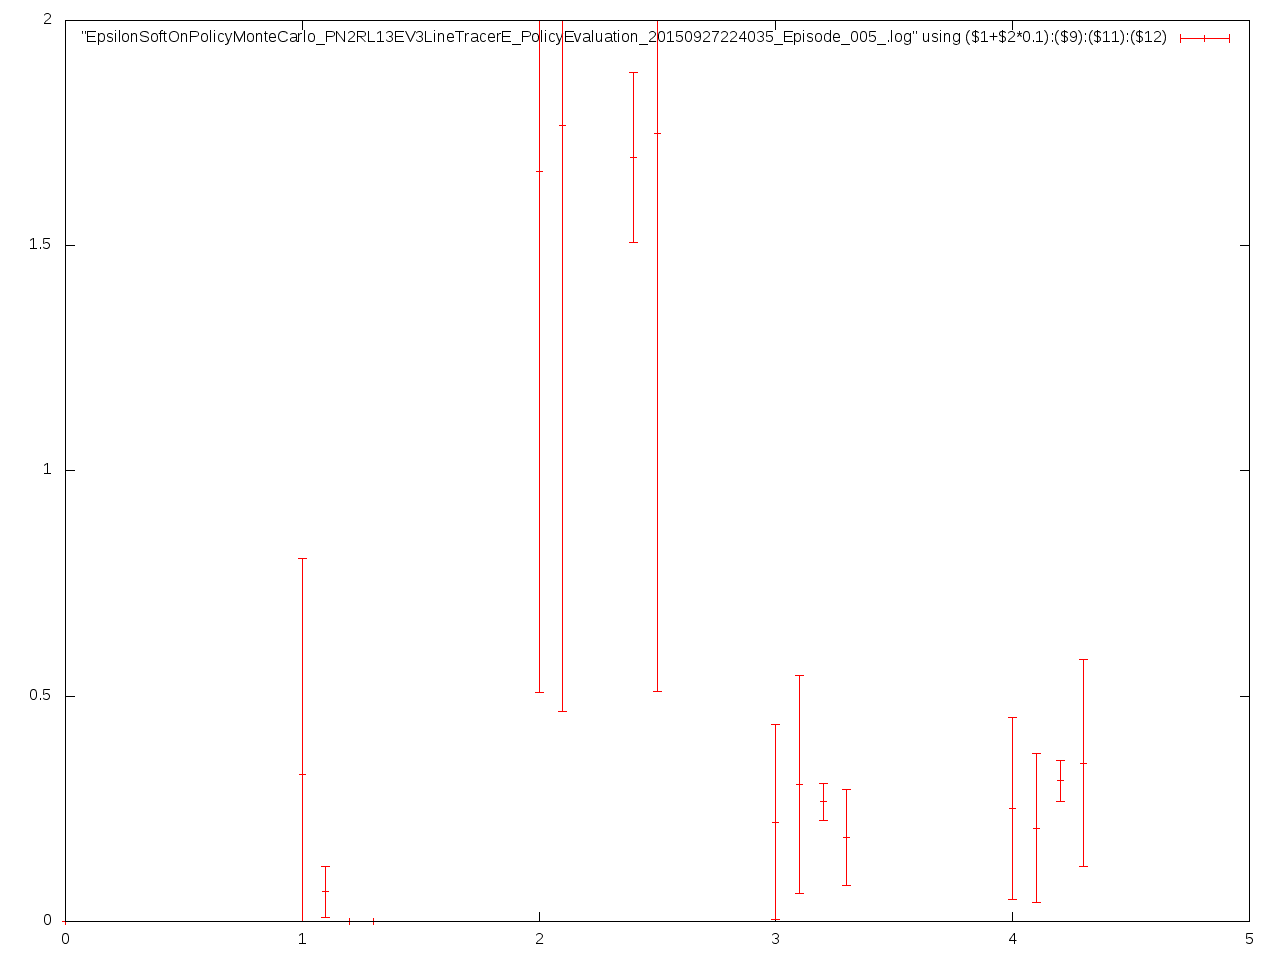 2
"EpsilonSoftOnPolicyMonteCarlo_PN2RL13EV3LineTracerE_PolicyEvaluation_20150927224035_Episode_005_.log" using ($1+$2*0.1):($9):($11):($12)
1.5
1
0.5
0
0 1 2 3 4 5